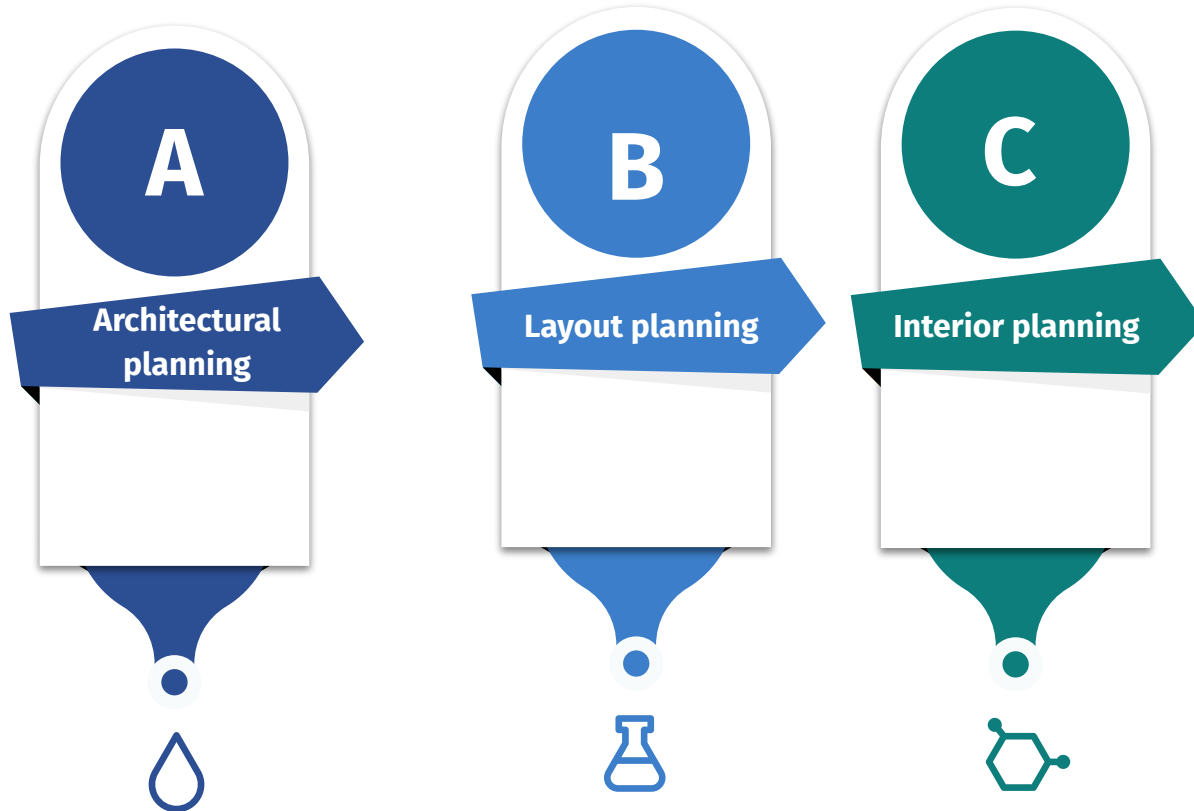 A
Architectural
planning
B
Layout planning
C
Interior planning